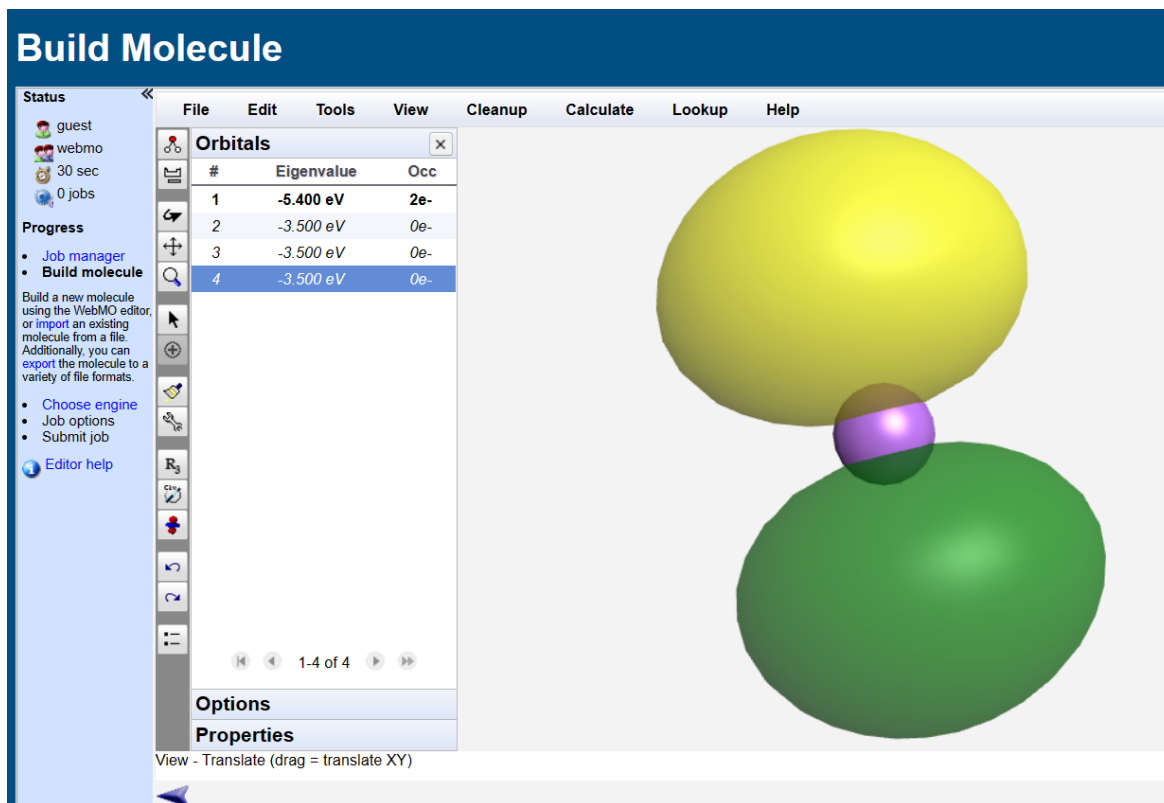 Build Molecule
Status
«
guest
webmo
30 sec
0 jobs
Progress
• Job manager
• Build molecule
Build a new molecule
using the WebMO editor,
or import an existing
molecule from a file.
Additionally, you can
export the molecule to a
variety of file formats.
• Choose engine
• Job options
• Submit job
Editor help
File Edit Tools View Cleanup Calculate Lookup Help
Orbitals ×
# Eigenvalue Occ
1 -5.400 eV 2e-
2 -3.500 eV 0e-
3 -3.500 eV 0e-
4 -3.500 eV 0e-
R3
C2v
1-4 of 4
Options
Properties
View - Translate (drag = translate XY)